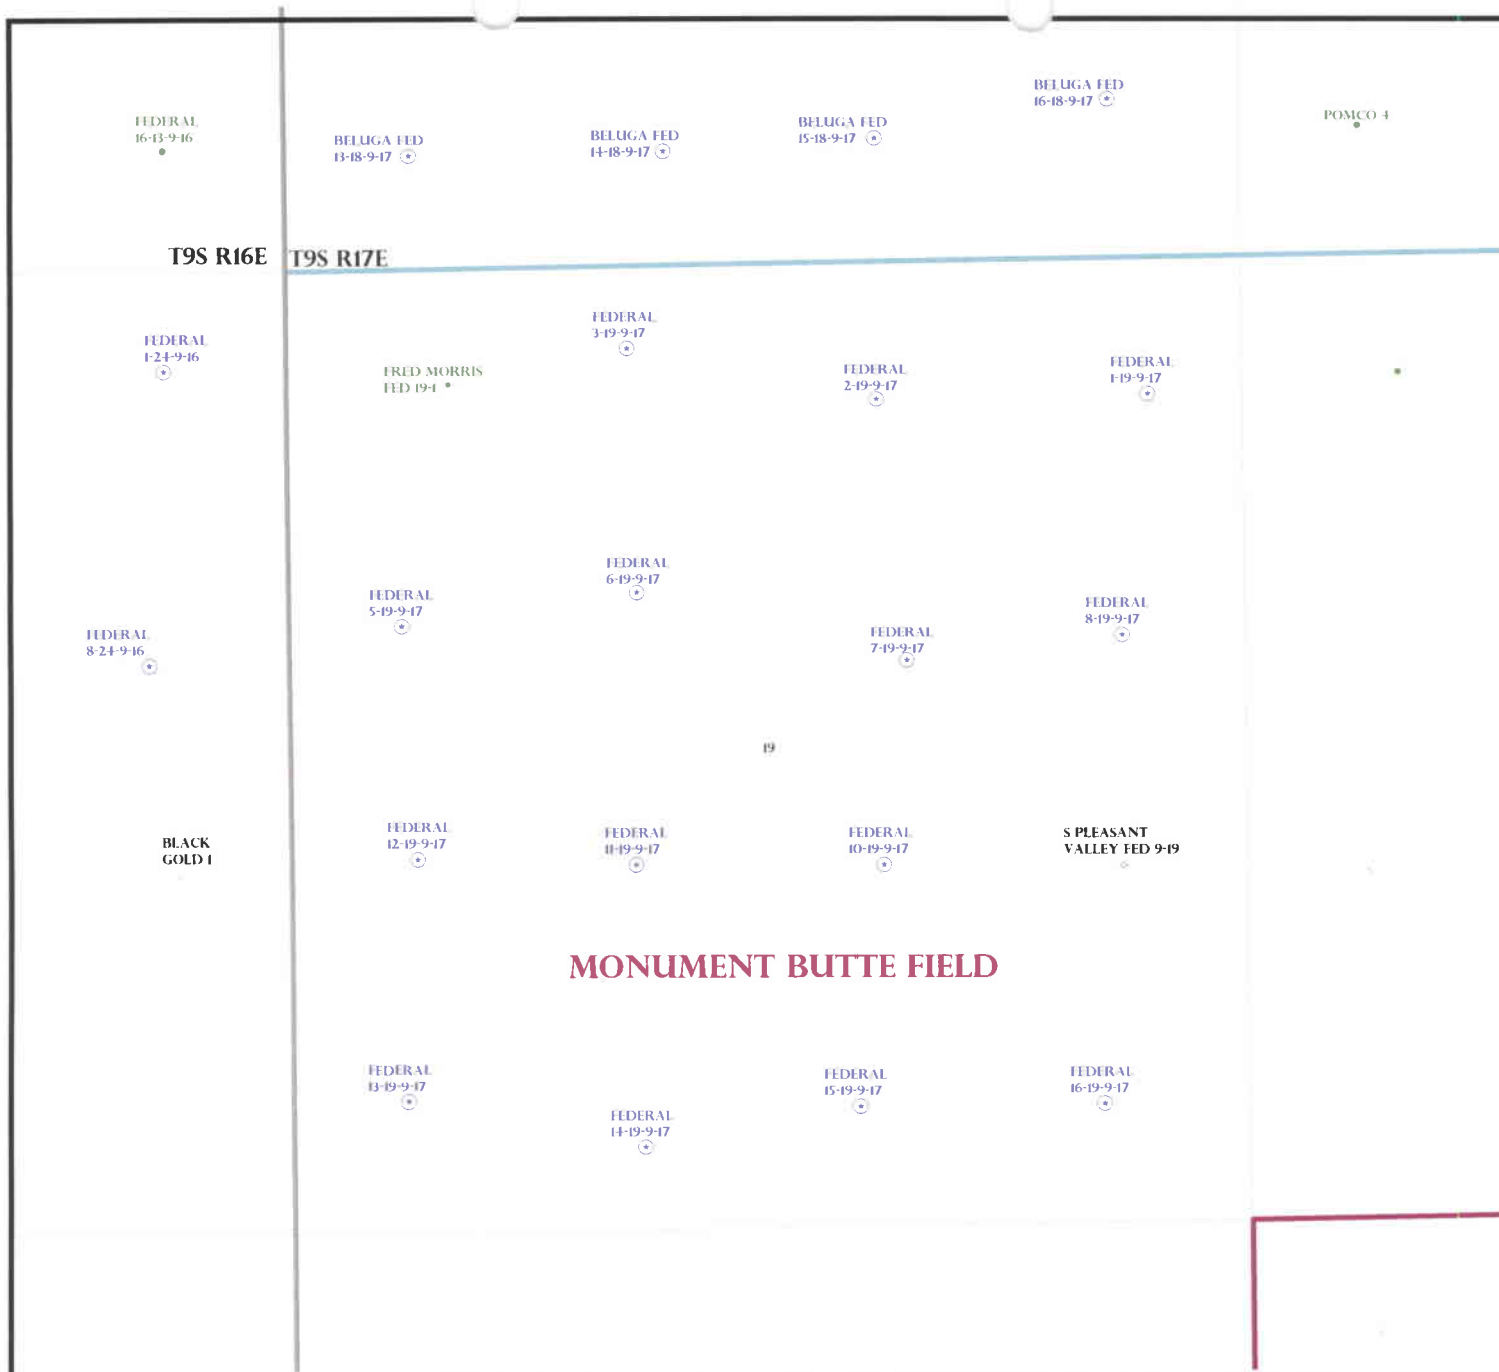 BELUGA FED
16-18-9-17
FEDERAL
16-13-9-16
BELUGA FED
13-18-9-17
BELUGA FED
14-18-9-17
BELUGA FED
15-18-9-17
POMCO 4
T9S R16E
T9S R17E
FEDERAL
1-24-9-16
FRED MORRIS
FED 19-1
FEDERAL
3-19-9-17
FEDERAL
2-19-9-17
FEDERAL
1-19-9-17
FEDERAL
8-24-9-16
FEDERAL
5-19-9-17
FEDERAL
6-19-9-17
FEDERAL
7-19-9-17
FEDERAL
8-19-9-17
19
BLACK
GOLD 1
FEDERAL
12-19-9-17
FEDERAL
11-19-9-17
FEDERAL
10-19-9-17
S PLEASANT
VALLEY FED 9-19
MONUMENT BUTTE FIELD
FEDERAL
13-19-9-17
FEDERAL
14-19-9-17
FEDERAL
15-19-9-17
FEDERAL
16-19-9-17